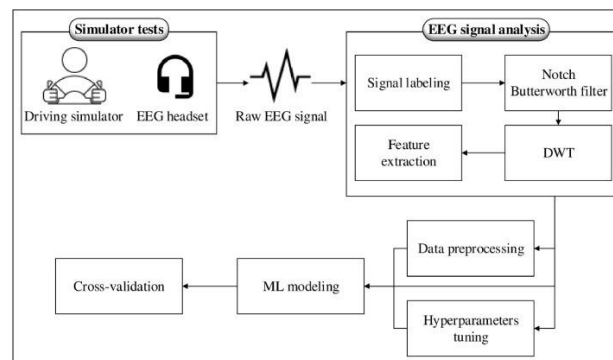 Simulator tests
Driving simulator
EEG headset
Raw EEG signal
EEG signal analysis
Signal labeling
Notch
Butterworth filter
Feature
extraction
DWT
Data preprocessing
Cross-validation
ML modeling
Hyperparameters
tuning